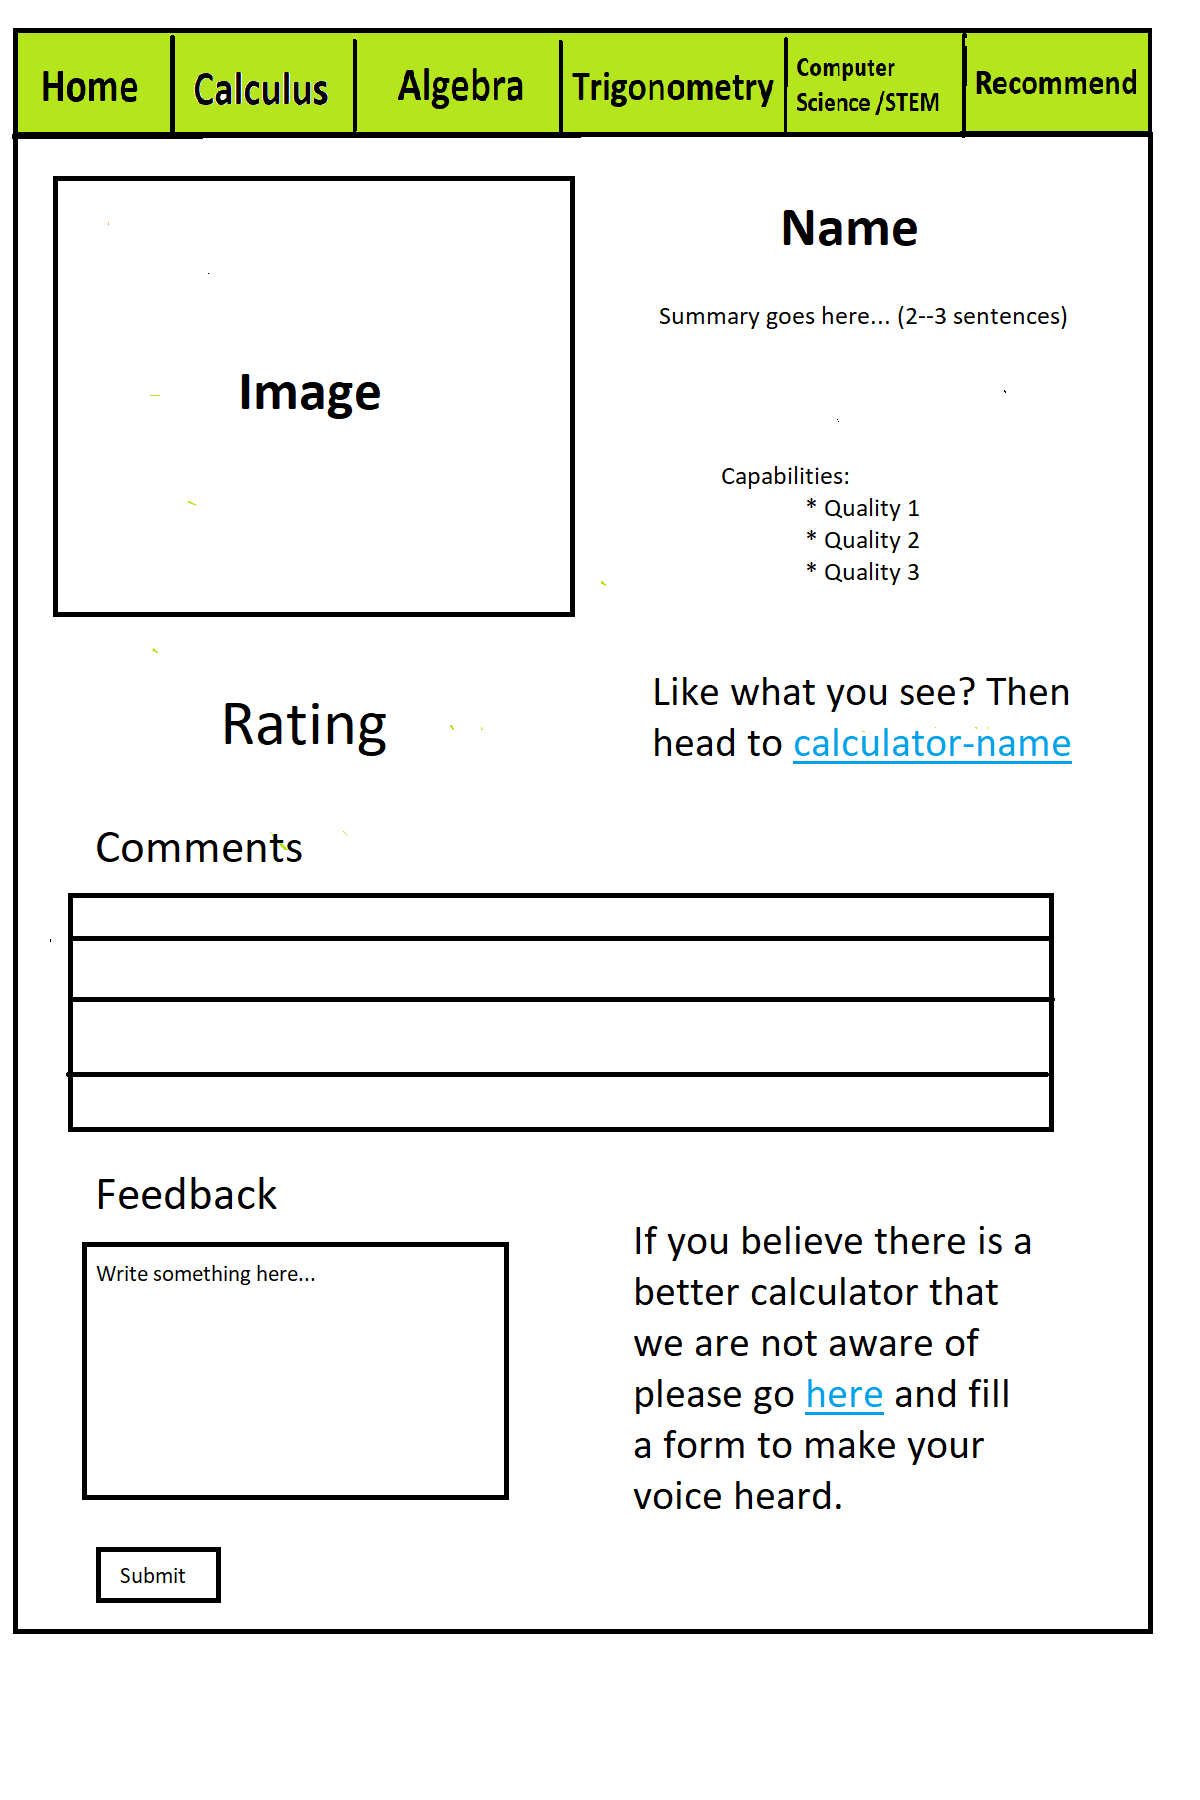 Home
Calculus
Algebra
Trigonometry
Computer
Science /STEM
Recommend
Image
Name
Summary goes here... (2--3 sentences)
Capabilities:
* Quality 1
* Quality 2
* Quality 3
Rating
Like what you see? Then
head to calculator-name
Comments
Feedback
Write something here...
Submit
If you believe there is a
better calculator that
we are not aware of
please go here and fill
a form to make your
voice heard.